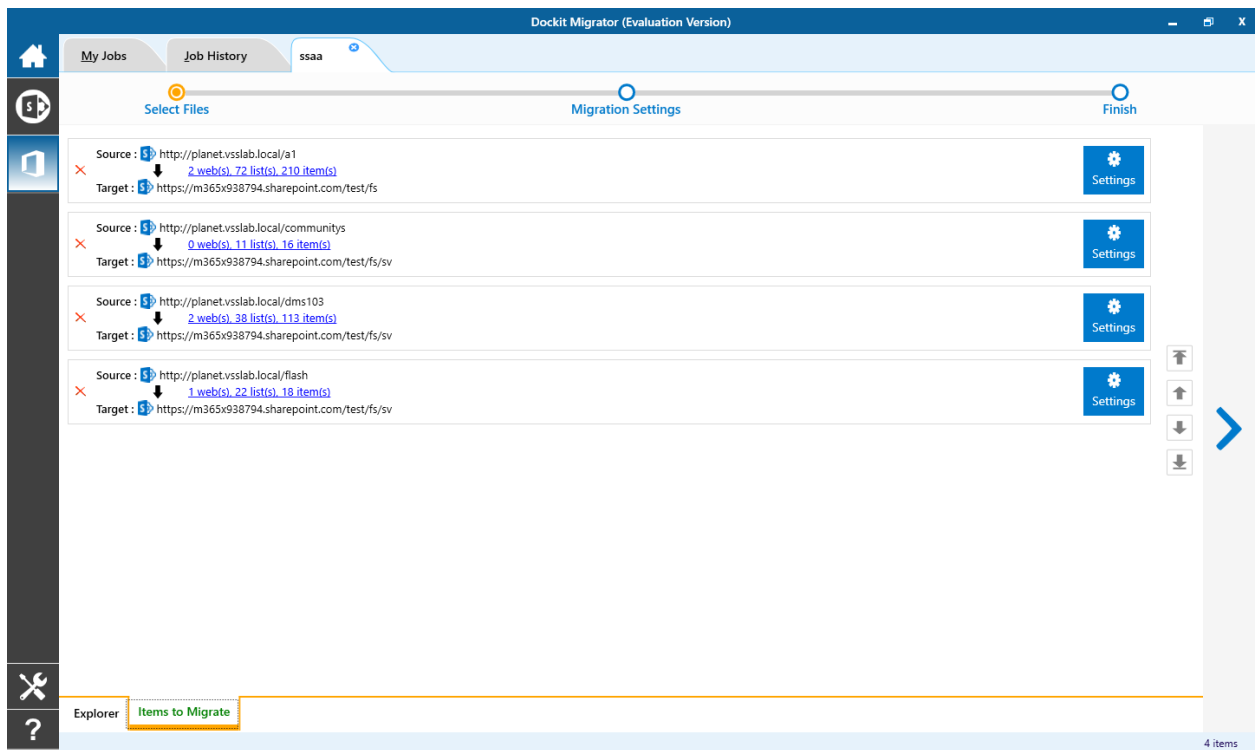 Dockit Migrator (Evaluation Version)
My Jobs
Job History
ssaa
Select Files
Migration Settings
Finish
Source : http://planet.vsslab.local/a1
2 web(s), 72 list(s), 210 item(s)
Target : https://m365x938794.sharepoint.com/test/fs
Settings
Source : http://planet.vsslab.local/communitys
0 web(s), 11 list(s), 16 item(s)
Target : https://m365x938794.sharepoint.com/test/fs/sv
Settings
Source : http://planet.vsslab.local/dms103
2 web(s), 38 list(s), 113 item(s)
Target : https://m365x938794.sharepoint.com/test/fs/sv
Settings
Source : http://planet.vsslab.local/flash
1 web(s), 22 list(s), 18 item(s)
Target : https://m365x938794.sharepoint.com/test/fs/sv
Settings
Explorer
Items to Migrate
4 items